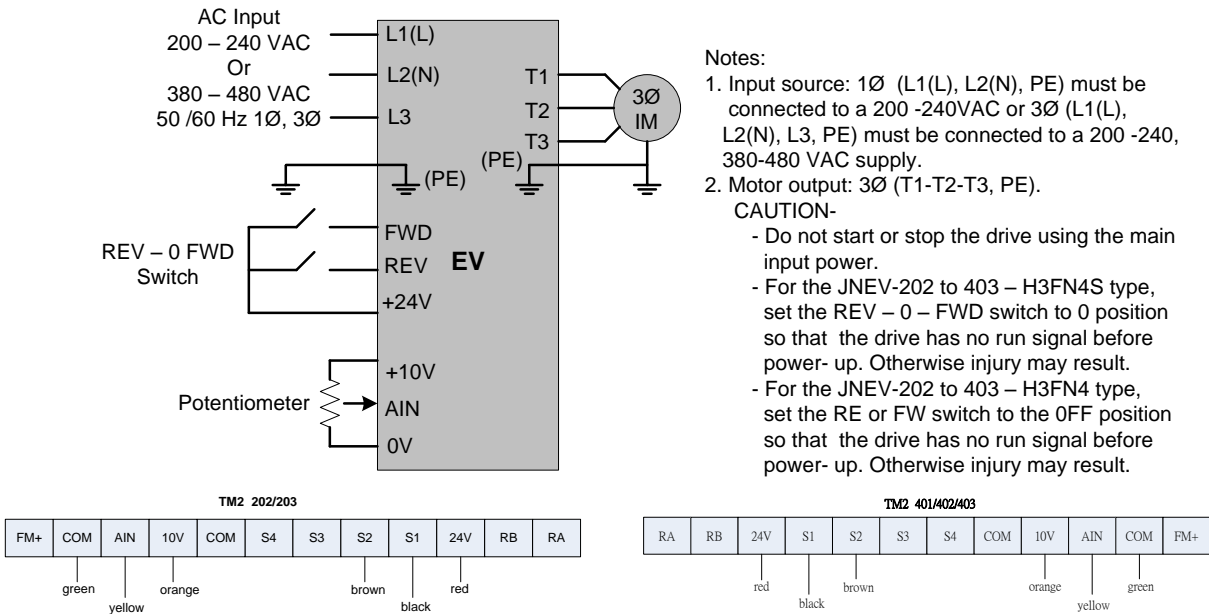 AC Input
200 – 240 VAC
Or
380 – 480 VAC
50 /60 Hz 1Ø, 3Ø
L1(L)
L2(N)
L3
(PE)
T1
T2
T3
(PE)
3Ø
IM
REV – 0 FWD
Switch
FWD
REV
+24V
EV
Potentiometer
+10V
AIN
0V
Notes:
1. Input source: 1Ø (L1(L), L2(N), PE) must be
connected to a 200 -240VAC or 3Ø (L1(L),
L2(N), L3, PE) must be connected to a 200 -240,
380-480 VAC supply.
2. Motor output: 3Ø (T1-T2-T3, PE).
CAUTION-
- Do not start or stop the drive using the main
input power.
- For the JNEV-202 to 403 – H3FN4S type,
set the REV – 0 – FWD switch to 0 position
so that the drive has no run signal before
power- up. Otherwise injury may result.
- For the JNEV-202 to 403 – H3FN4 type,
set the RE or FW switch to the 0FF position
so that the drive has no run signal before
power- up. Otherwise injury may result.
TM2 202/203
FM+ COM AIN 10V COM S4 S3 S2 S1 24V RB RA
green yellow orange brown black red
TM2 401/402/403
RA RB 24V S1 S2 S3 S4 COM 10V AIN COM FM+
red black brown orange yellow green